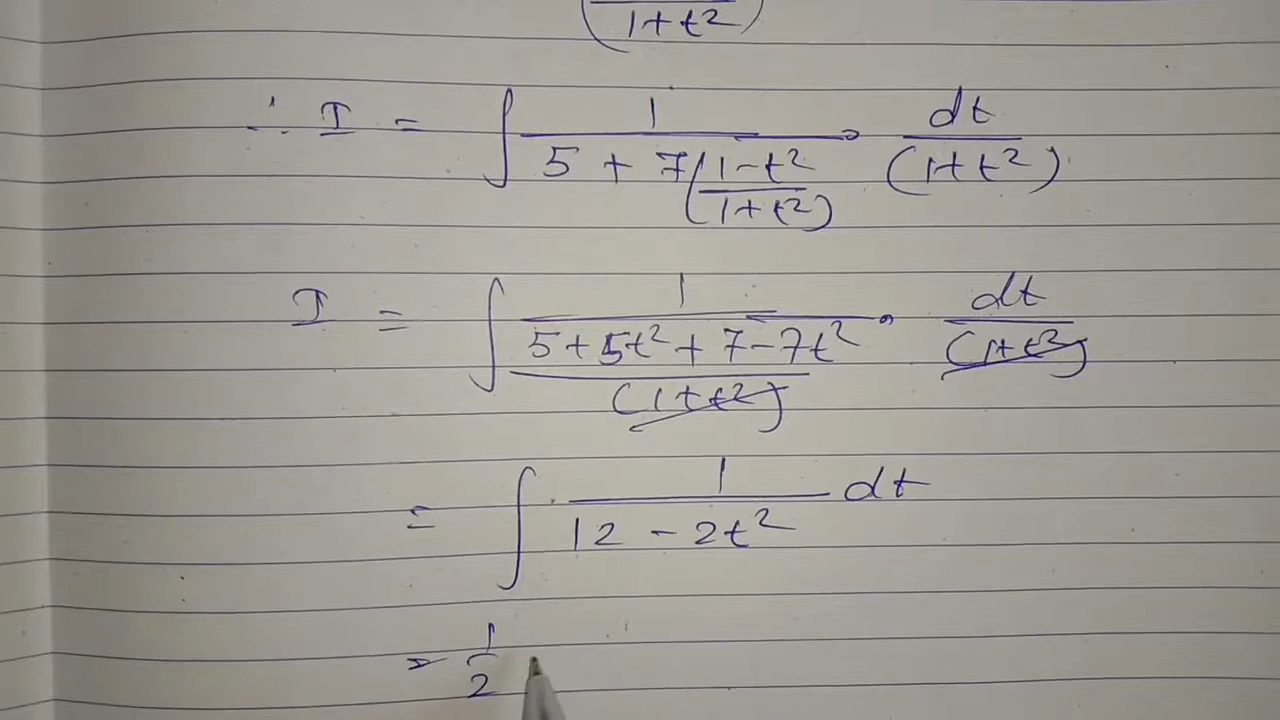 1+t²)
∴ I = ∫ 1/(5 + 7((1-t²)/(1+t²))) · dt/(1+t²)
I = ∫ 1/((5+5t²+7-7t²)/(1+t²)) · dt/(1+t²)
= ∫ 1/(12 - 2t²) dt
= 1/2